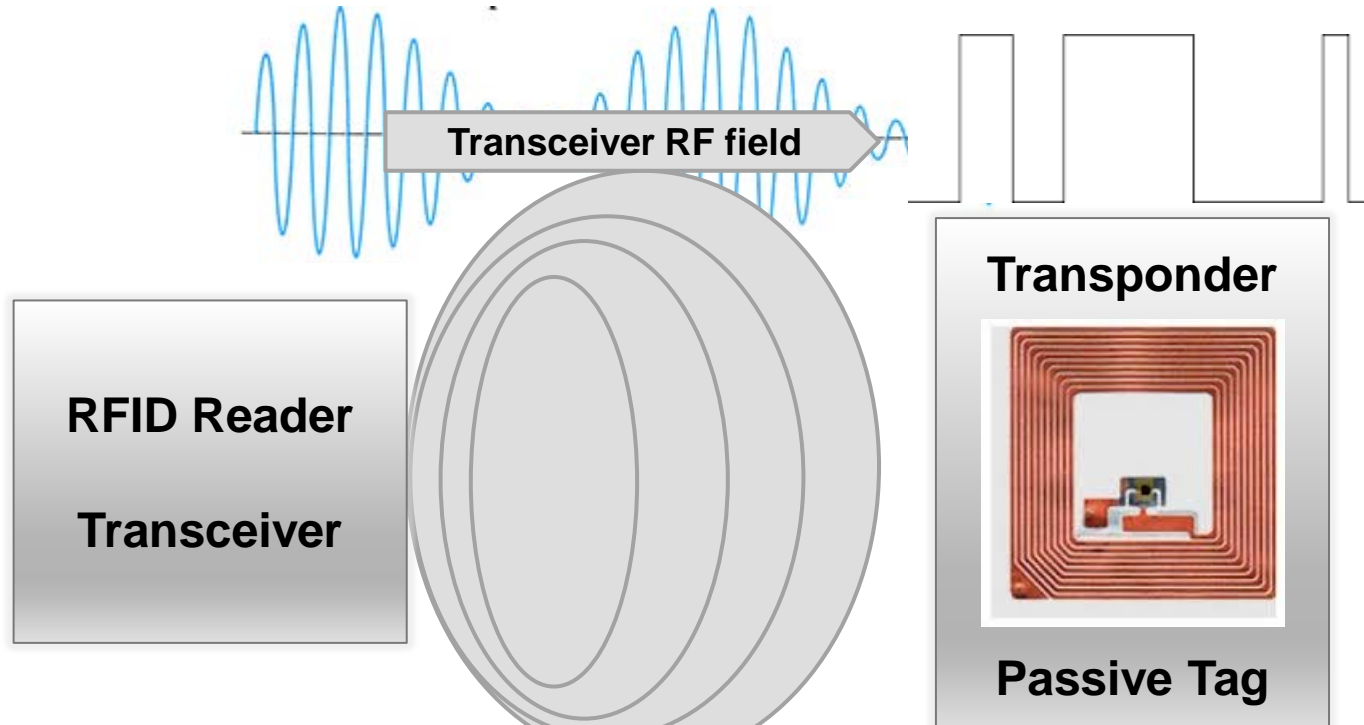 Transceiver RF field
Transponder
RFID Reader
Transceiver
Passive Tag